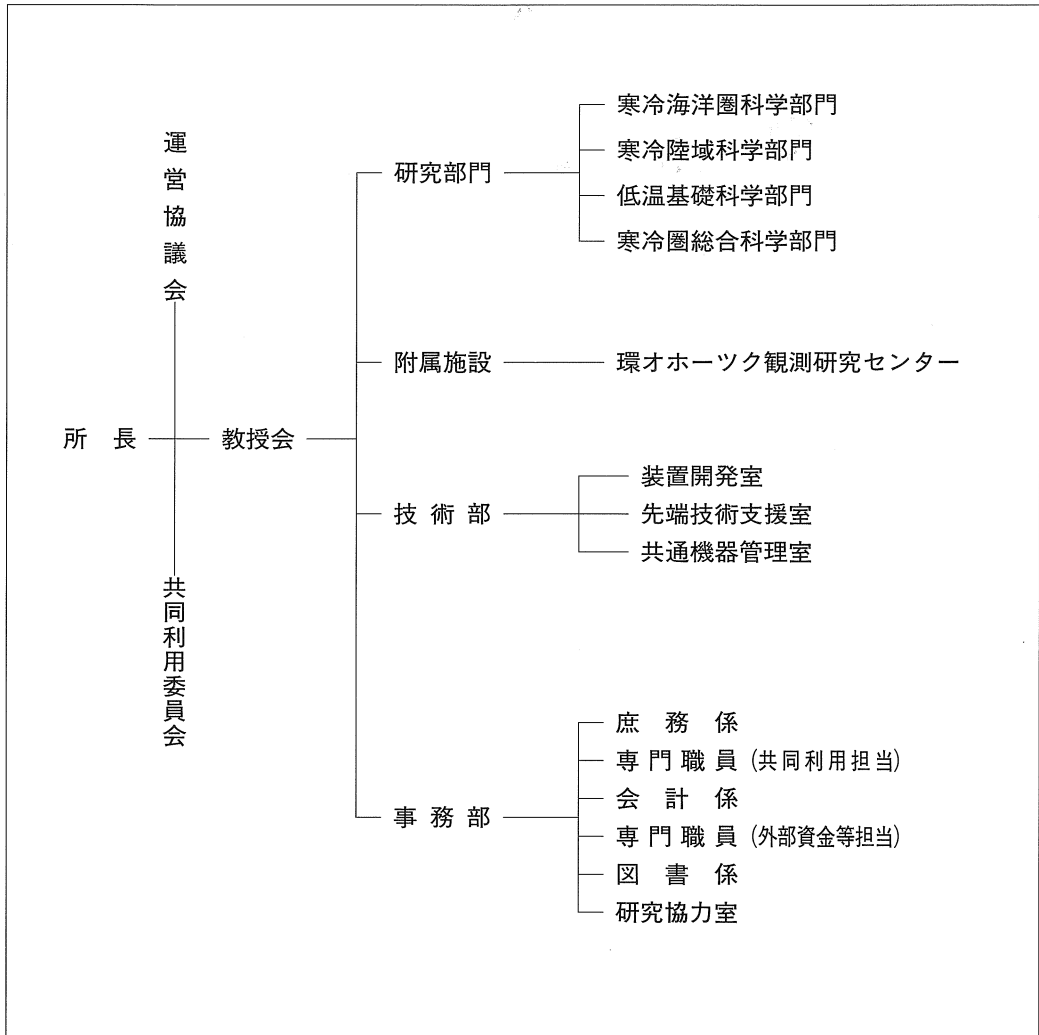 運営協議会
所　長
教授会
共同利用委員会
研究部門
寒冷海洋圏科学部門
寒冷陸域科学部門
低温基礎科学部門
寒冷圏総合科学部門
附属施設
環オホーツク観測研究センター
技術部
装置開発室
先端技術支援室
共通機器管理室
事務部
庶務係
専門職員(共同利用担当)
会計係
専門職員(外部資金等担当)
図書係
研究協力室